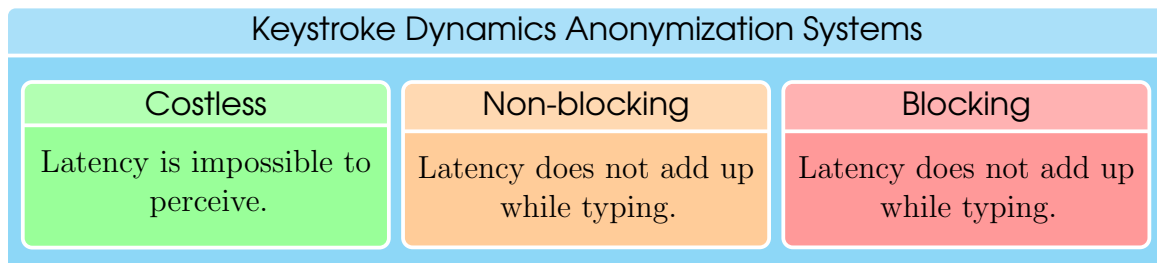 Keystroke Dynamics Anonymization Systems
Costless
Latency is impossible to
perceive.
Non-blocking
Latency does not add up
while typing.
Blocking
Latency does not add up
while typing.